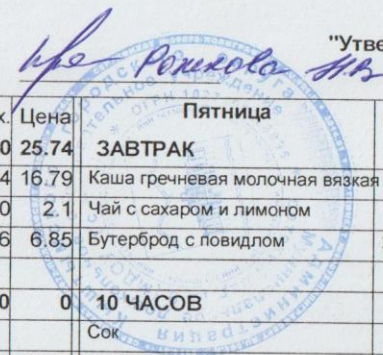 "Утве
Рожкова НВ
х. Цена Пятница
0 25.74 ЗАВТРАК
4 16.79 Каша гречневая молочная вязкая
0 2.1 Чай с сахаром и лимоном
6 6.85 Бутерброд с повидлом
0 0 10 ЧАСОВ
Сок